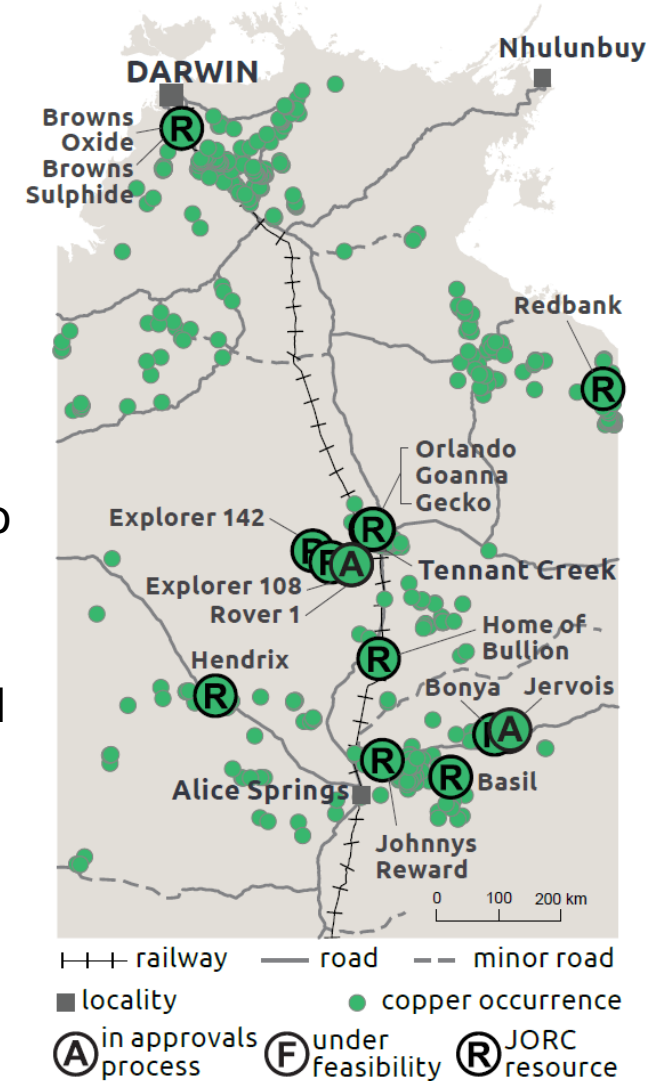 Nhulunbuy
DARWIN
Browns
Oxide
R
Browns
Sulphide
Redbank
R
Orlando
Goanna
Gecko
Explorer 142
R
A
Tennant Creek
Explorer 108
Rover 1
Home of
Bullion
R
Hendrix
R
Bonya
Jervois
A
R
R
Basil
Alice Springs
Johnnys
Reward
0 100 200 km
railway road minor road
locality copper occurrence
A in approvals process
F under feasibility
R JORC resource